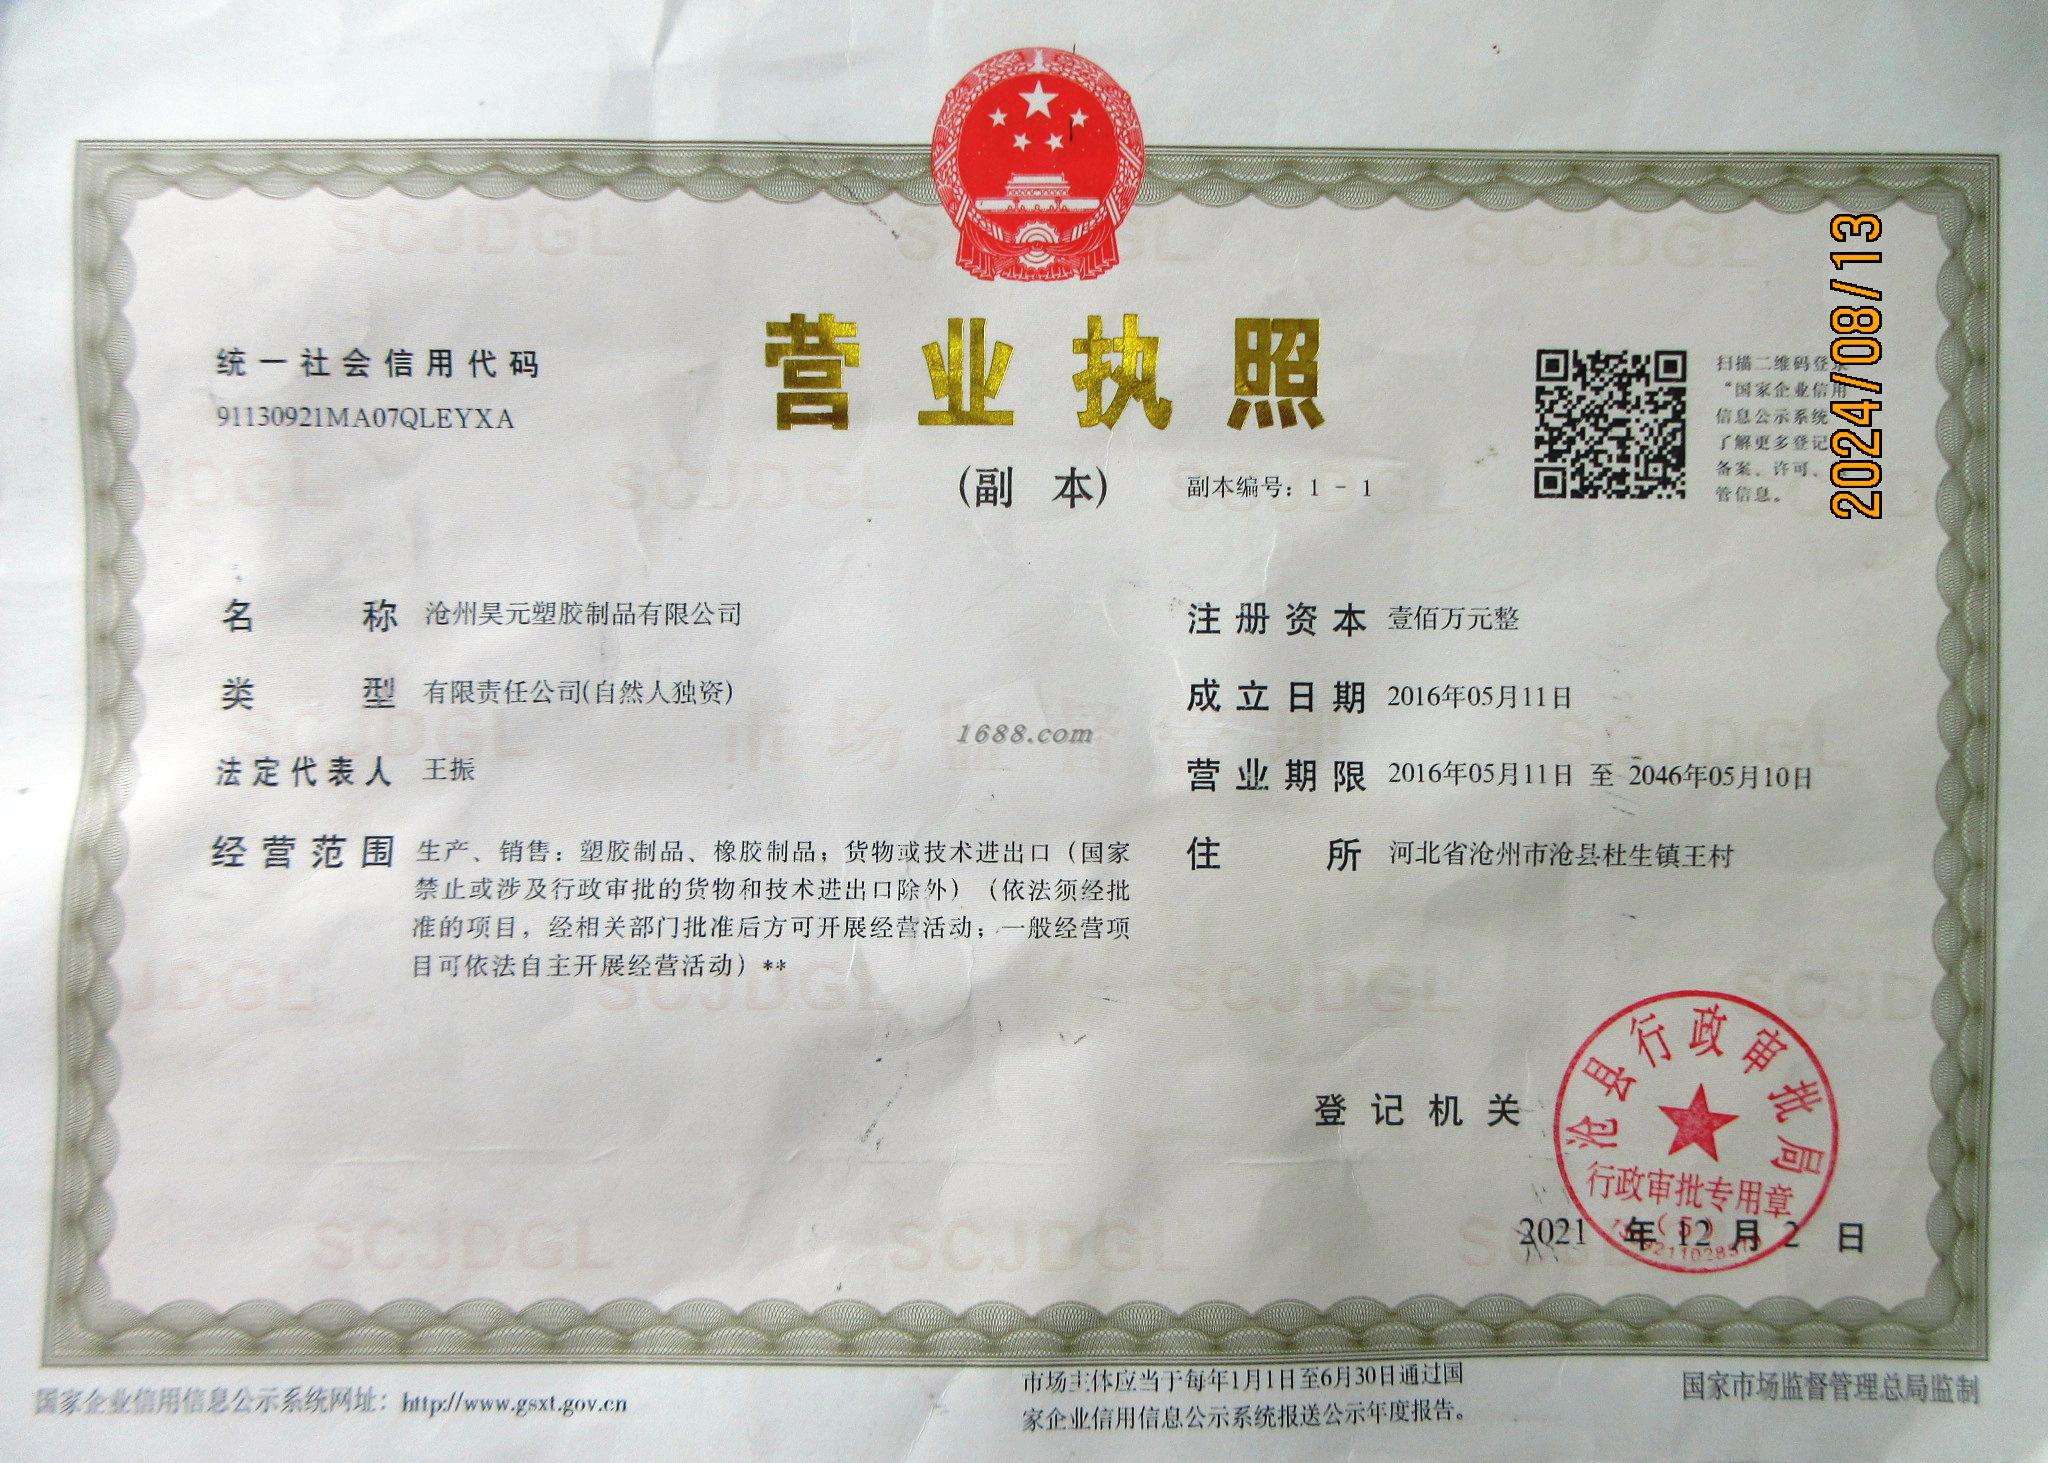 统一社会信用代码
91130921MA07QLEYXA
营业执照
(副 本)
副本编号：1 - 1
扫描二维码登录
“国家企业信用
信息公示系统”
了解更多登记、
备案、许可、
管信息。
2024/08/13
名 称 沧州昊元塑胶制品有限公司
类 型 有限责任公司(自然人独资)
法定代表人 王振
经营范围 生产、销售：塑胶制品、橡胶制品；货物或技术进出口（国家
禁止或涉及行政审批的货物和技术进出口除外）（依法须经批
准的项目，经相关部门批准后方可开展经营活动；一般经营项
目可依法自主开展经营活动）**
注册资本 壹佰万元整
成立日期 2016年05月11日
营业期限 2016年05月11日 至 2046年05月10日
住 所 河北省沧州市沧县杜生镇王村
1688.com
登记机关
沧县行政审批局
行政审批专用章
(5)
2021 年 12 月 2 日
国家企业信用信息公示系统网址：http://www.gsxt.gov.cn
市场主体应当于每年1月1日至6月30日通过国
家企业信用信息公示系统报送公示年度报告。
国家市场监督管理总局监制